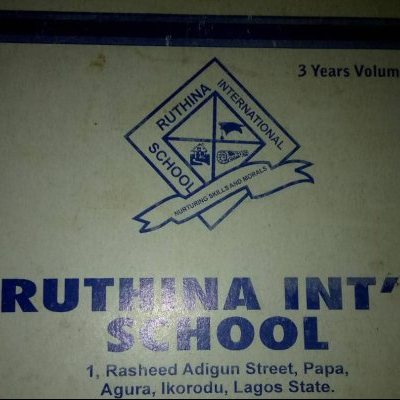 3 Years Volum
RUTHINA INTERNATIONAL
SCHOOL
NURTURING SKILLS AND MORALS
RUTHINA INT'
SCHOOL
1, Rasheed Adigun Street, Papa,
Agura, Ikorodu, Lagos State.